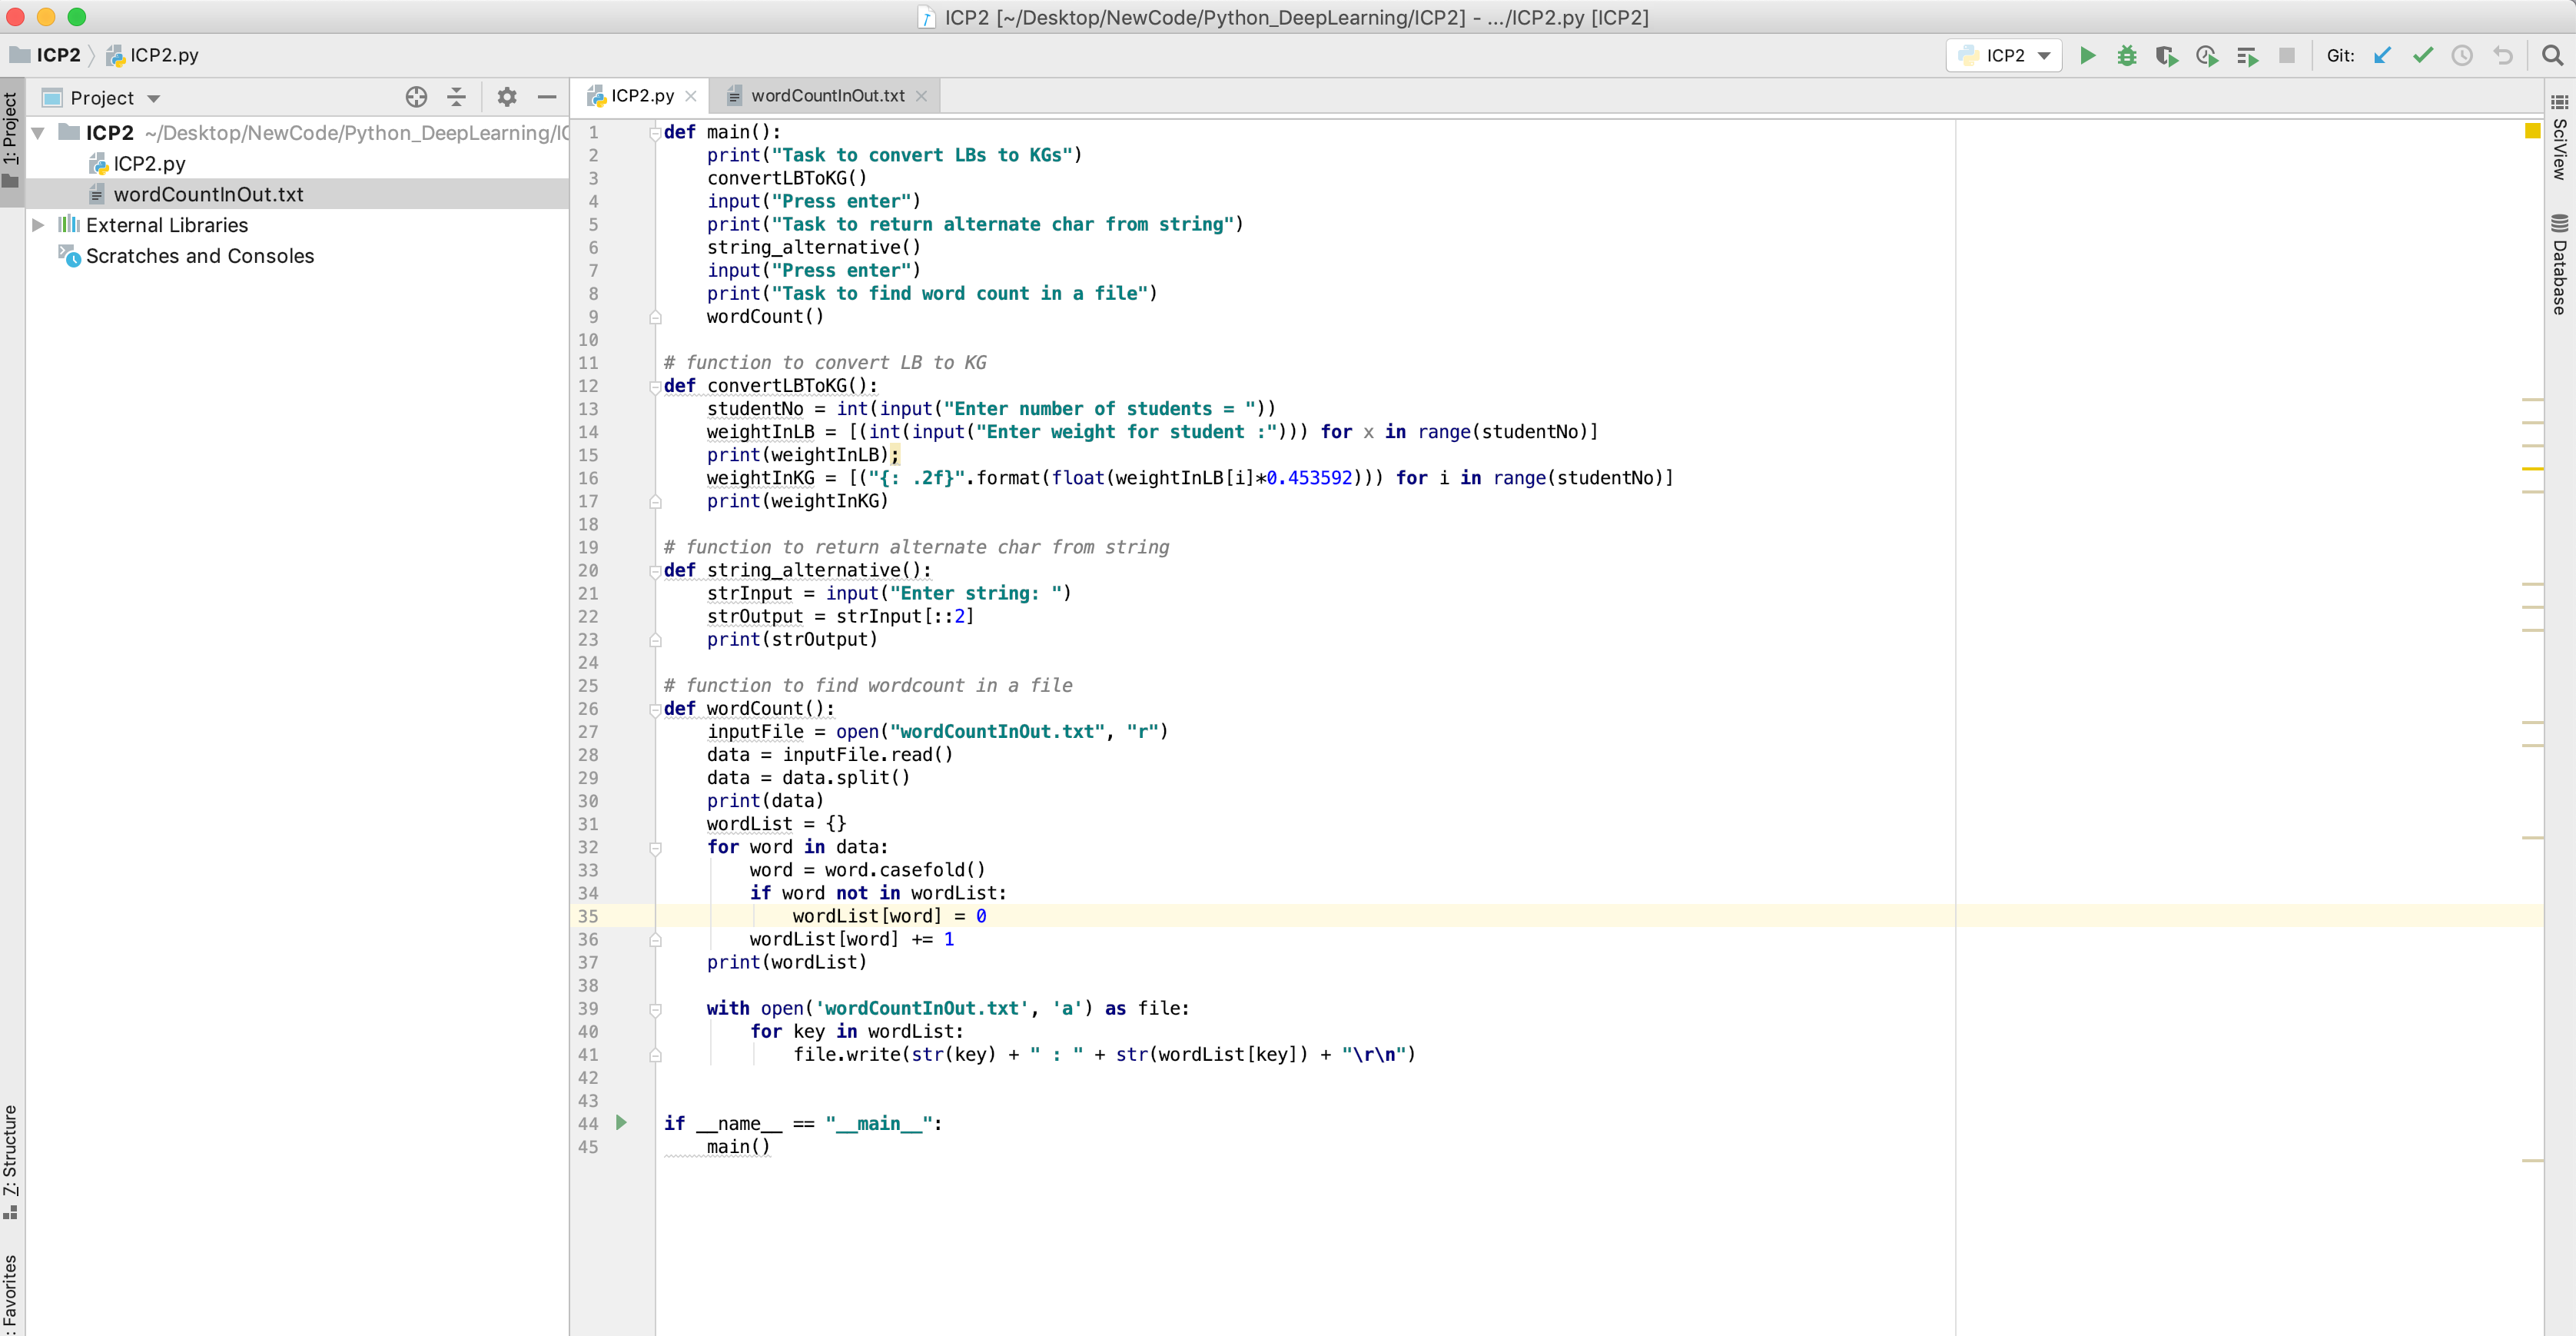 ICP2 [~/Desktop/NewCode/Python_DeepLearning/ICP2] - .../ICP2.py [ICP2]
ICP2 ICP2.py
ICP2 Git:
1: Project
Project
ICP2 ~/Desktop/NewCode/Python_DeepLearning/IC
ICP2.py
wordCountInOut.txt
External Libraries
Scratches and Consoles
Z: Structure
: Favorites
ICP2.py wordCountInOut.txt
1 def main():
2     print("Task to convert LBs to KGs")
3     convertLBToKG()
4     input("Press enter")
5     print("Task to return alternate char from string")
6     string_alternative()
7     input("Press enter")
8     print("Task to find word count in a file")
9     wordCount()
10
11 # function to convert LB to KG
12 def convertLBToKG():
13     studentNo = int(input("Enter number of students = "))
14     weightInLB = [(int(input("Enter weight for student :"))) for x in range(studentNo)]
15     print(weightInLB);
16     weightInKG = [("{: .2f}".format(float(weightInLB[i]*0.453592))) for i in range(studentNo)]
17     print(weightInKG)
18
19 # function to return alternate char from string
20 def string_alternative():
21     strInput = input("Enter string: ")
22     strOutput = strInput[::2]
23     print(strOutput)
24
25 # function to find wordcount in a file
26 def wordCount():
27     inputFile = open("wordCountInOut.txt", "r")
28     data = inputFile.read()
29     data = data.split()
30     print(data)
31     wordList = {}
32     for word in data:
33         word = word.casefold()
34         if word not in wordList:
35             wordList[word] = 0
36         wordList[word] += 1
37     print(wordList)
38
39     with open('wordCountInOut.txt', 'a') as file:
40         for key in wordList:
41             file.write(str(key) + " : " + str(wordList[key]) + "\r\n")
42
43
44 if __name__ == "__main__":
45     main()
SciView
Database